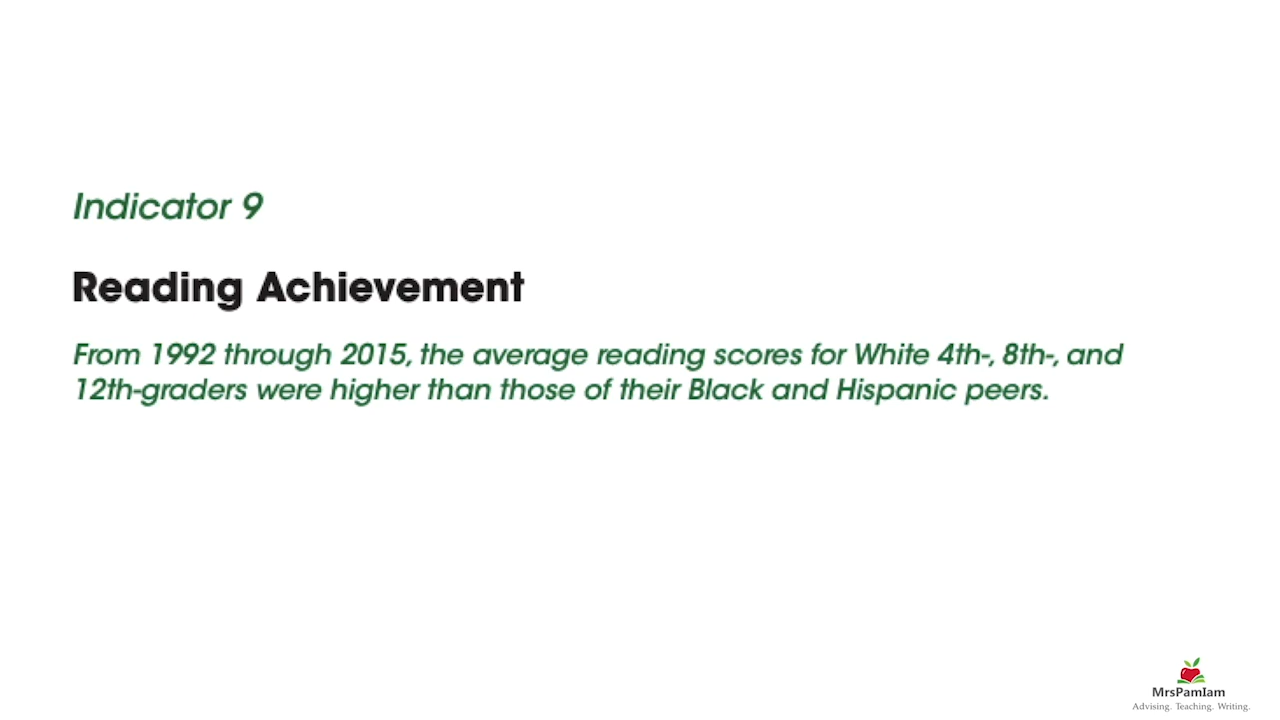 Indicator 9
Reading Achievement
From 1992 through 2015, the average reading scores for White 4th-, 8th-, and
12th-graders were higher than those of their Black and Hispanic peers.
MrsPamIam
Advising. Teaching. Writing.